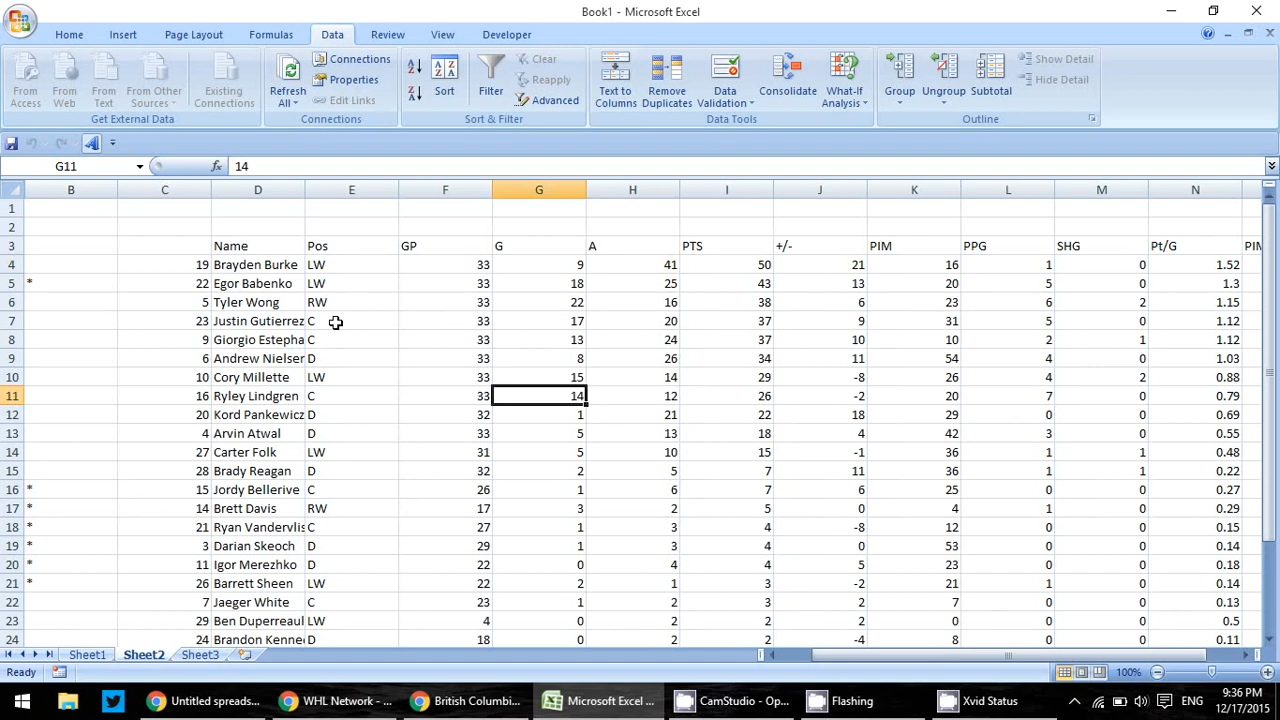 Book1 - Microsoft Excel
Home Insert Page Layout Formulas Data Review View Developer
From Access
From Web
From Text
From Other Sources
Existing Connections
Get External Data
Refresh All
Connections
Properties
Edit Links
Connections
Sort
Filter
Clear
Reapply
Advanced
Sort & Filter
Text to Columns
Remove Duplicates
Data Validation
Consolidate
What-If Analysis
Data Tools
Group
Ungroup
Subtotal
Show Detail
Hide Detail
Outline
G11 fx 14
B C D E F G H I J K L M N
1
2
3 Name Pos GP G A PTS +/- PIM PPG SHG Pt/G PIM
4 19 Brayden Burke LW 33 9 41 50 21 16 1 0 1.52
5 * 22 Egor Babenko LW 33 18 25 43 13 20 5 0 1.3
6 5 Tyler Wong RW 33 22 16 38 6 23 6 2 1.15
7 23 Justin Gutierrez C 33 17 20 37 9 31 5 0 1.12
8 9 Giorgio Estepha C 33 13 24 37 10 10 2 1 1.12
9 6 Andrew Nielsen D 33 8 26 34 11 54 4 0 1.03
10 10 Cory Millette LW 33 15 14 29 -8 26 4 2 0.88
11 16 Ryley Lindgren C 33 14 12 26 -2 20 7 0 0.79
12 20 Kord Pankewicz D 32 1 21 22 18 29 0 0 0.69
13 4 Arvin Atwal D 33 5 13 18 4 42 3 0 0.55
14 27 Carter Folk LW 31 5 10 15 -1 36 1 1 0.48
15 28 Brady Reagan D 32 2 5 7 11 36 1 1 0.22
16 * 15 Jordy Bellerive C 26 1 6 7 6 25 0 0 0.27
17 * 14 Brett Davis RW 17 3 2 5 0 4 1 0 0.29
18 * 21 Ryan Vandervlis C 27 1 3 4 -8 12 0 0 0.15
19 * 3 Darian Skeoch D 29 1 3 4 0 53 0 0 0.14
20 * 11 Igor Merezhko D 22 0 4 4 5 23 0 0 0.18
21 * 26 Barrett Sheen LW 22 2 1 3 -2 21 1 0 0.14
22 7 Jaeger White C 23 1 2 3 2 7 0 0 0.13
23 29 Ben Duperreaul LW 4 0 2 2 2 0 0 0 0.5
24 24 Brandon Kenne D 18 0 2 2 -4 8 0 0 0.11
Sheet1 Sheet2 Sheet3
Ready 100%
Untitled spreads... WHL Network - ... British Columbi... Microsoft Excel ... CamStudio - Op... Flashing Xvid Status ENG 9:36 PM
12/17/2015